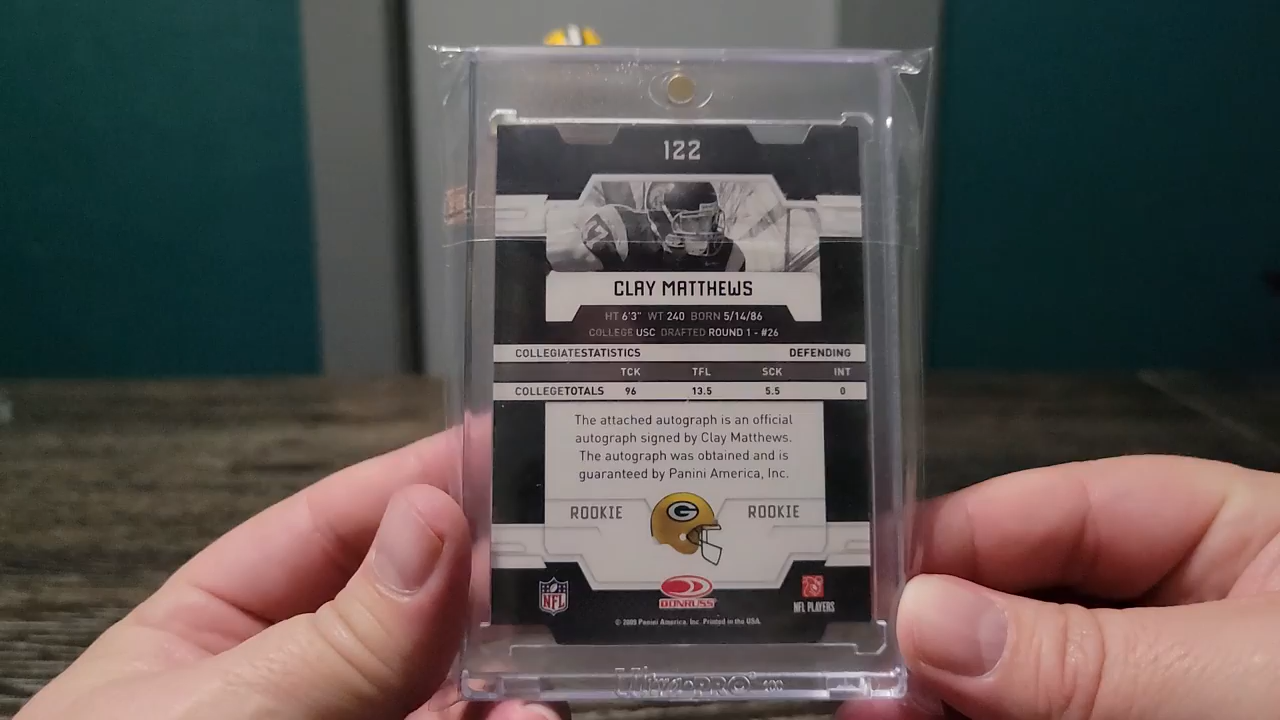 122
CLAY MATTHEWS
HT 6'3" WT 240 BORN 5/14/86
COLLEGE USC DRAFTED ROUND 1 - #26
COLLEGIATESTATISTICS DEFENDING
TCK TFL SCK INT
COLLEGETOTALS 96 13.5 5.5 0
The attached autograph is an official
autograph signed by Clay Matthews.
The autograph was obtained and is
guaranteed by Panini America, Inc.
ROOKIE G ROOKIE
NFL DONRUSS NFL PLAYERS
© 2009 Panini America, Inc. Printed in the USA.
Ultra-PRO